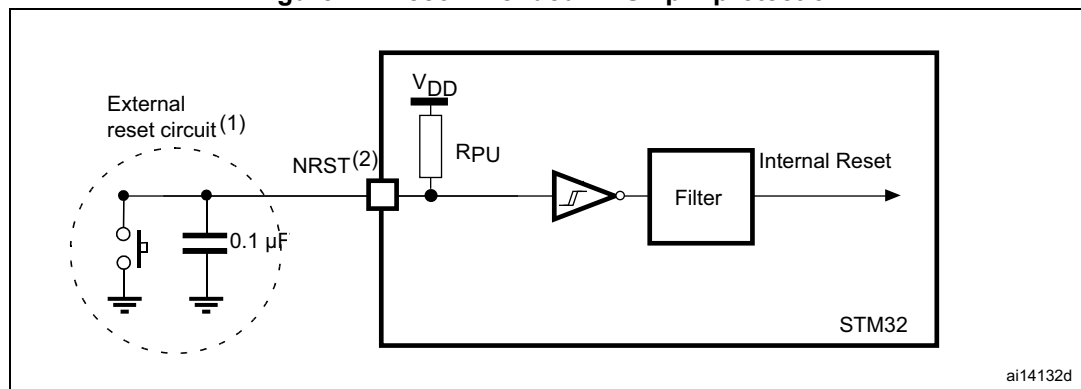 External
reset circuit(1)
VDD
RPU
NRST(2)
Internal Reset
Filter
0.1 µF
STM32
ai14132d